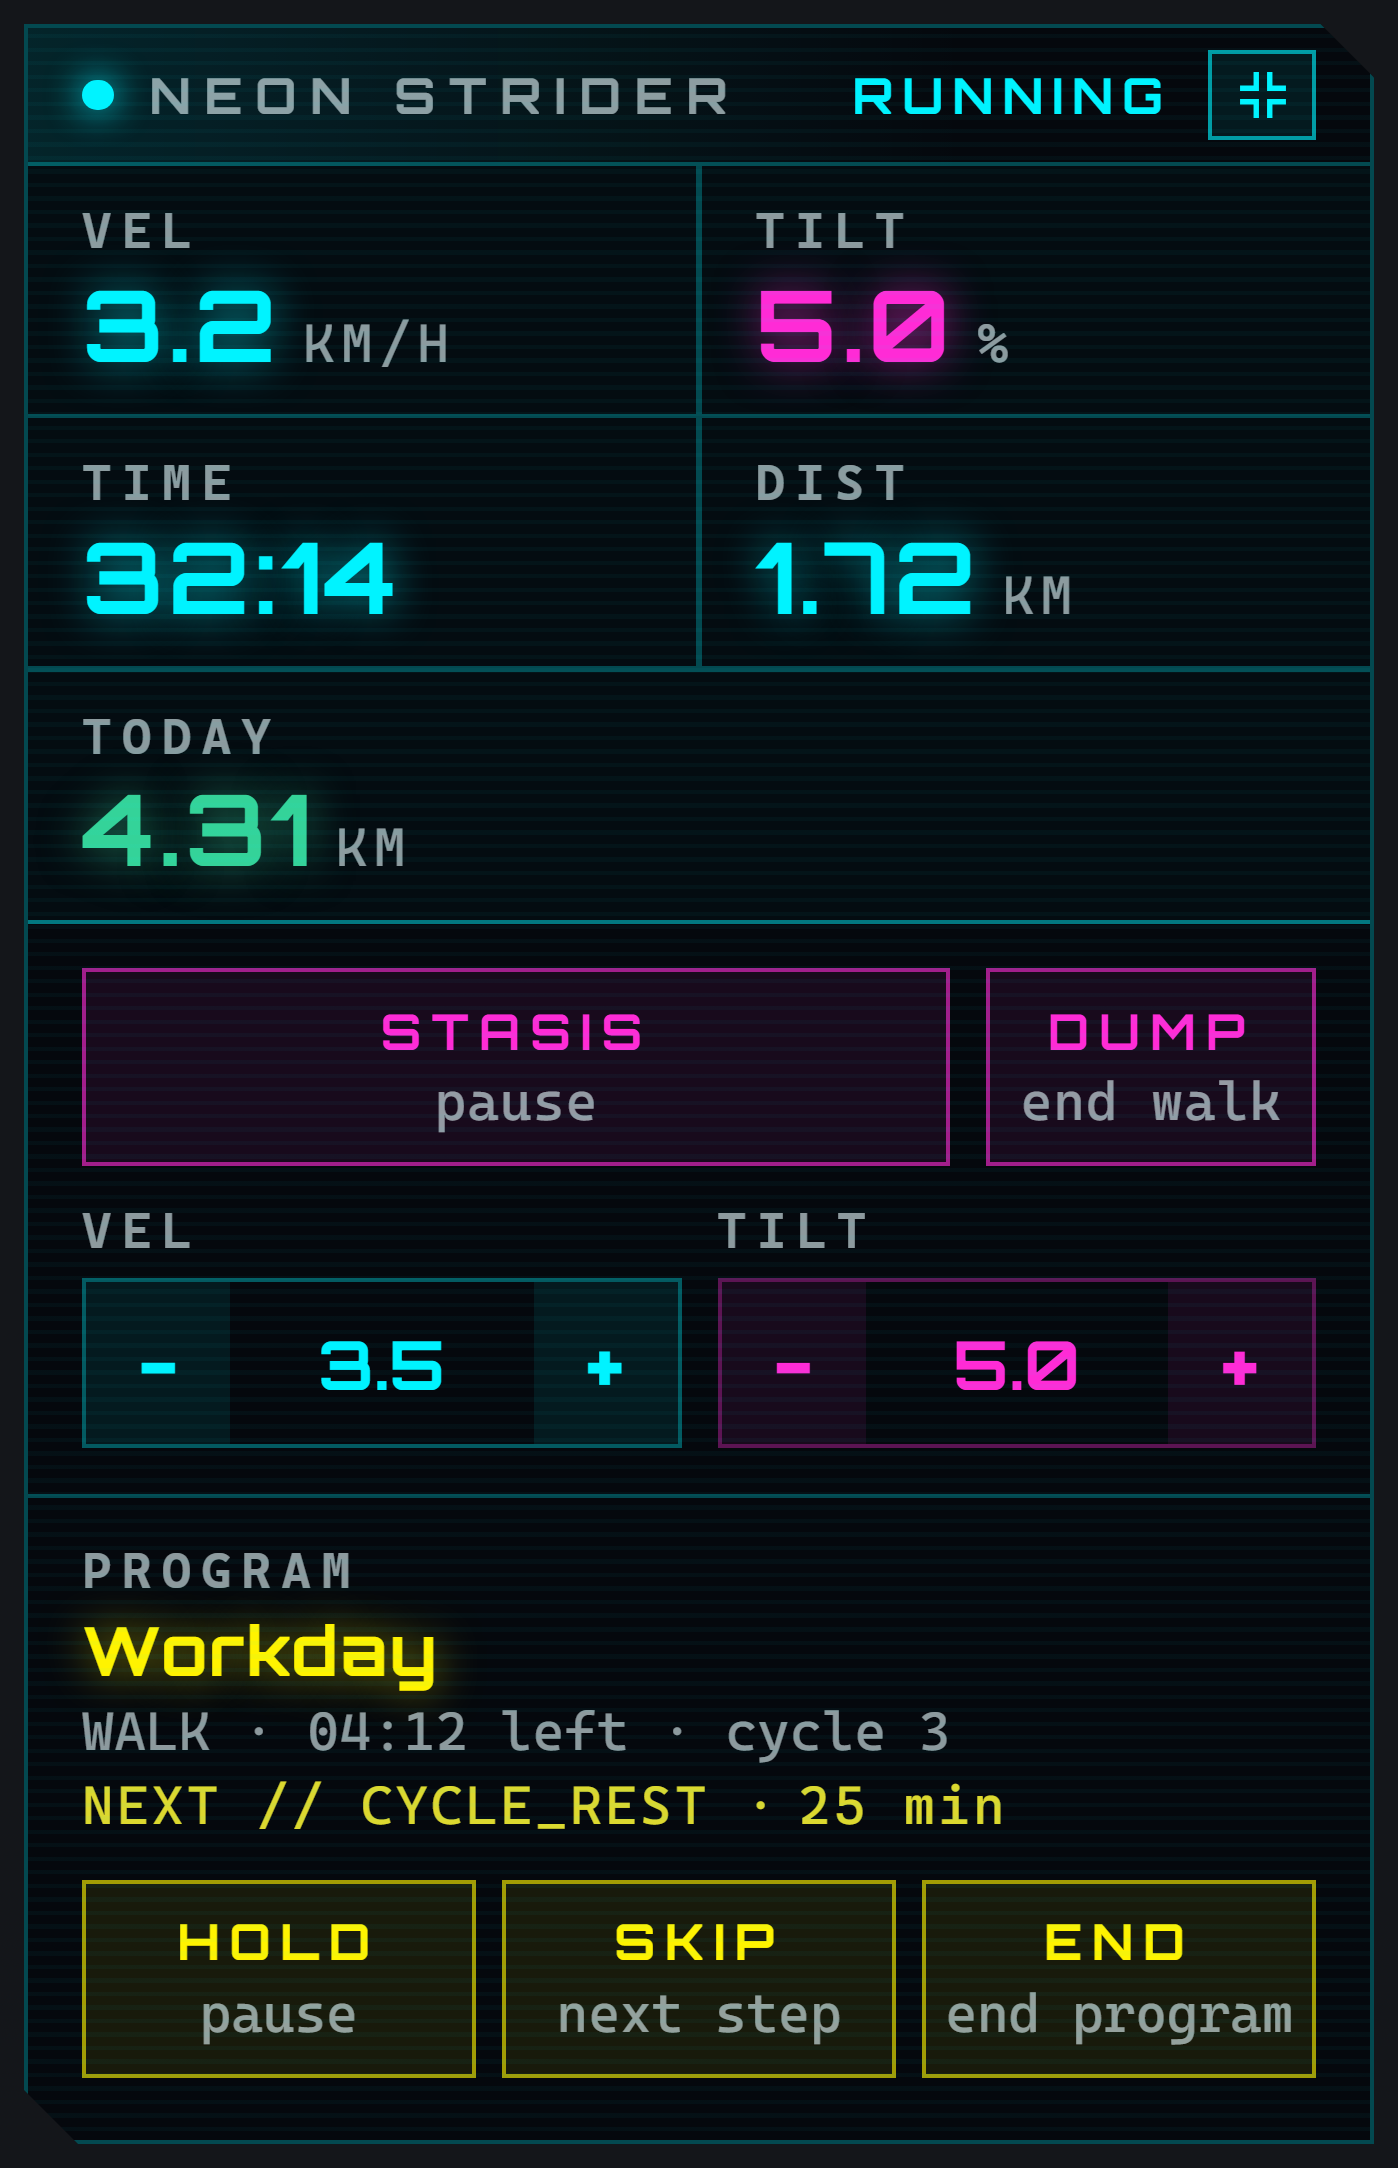 NEON STRIDER RUNNING
VEL TILT
3.2 KM/H 5.0 %
TIME DIST
32:14 1.72 KM
TODAY
4.31 KM
STASIS DUMP
pause end walk
VEL TILT
- 3.5 + - 5.0 +
PROGRAM
Workday
WALK · 04:12 left · cycle 3
NEXT // CYCLE_REST · 25 min
HOLD SKIP END
pause next step end program